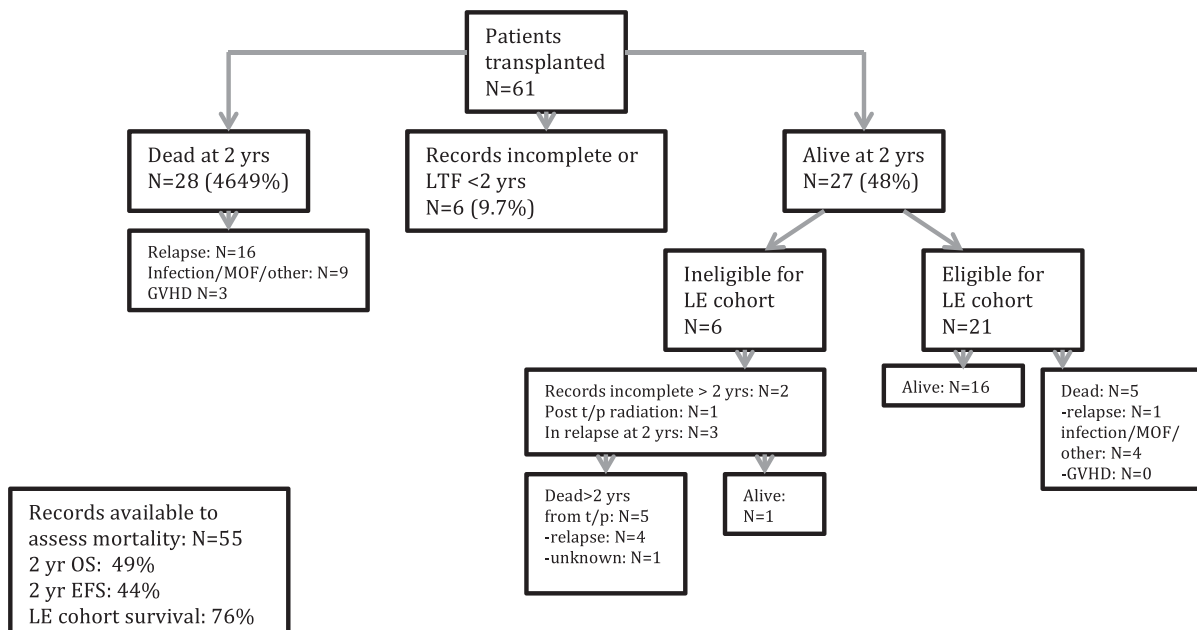 Patients
transplanted
N=61
Dead at 2 yrs
N=28 (4649%)
Records incomplete or
LTF <2 yrs
N=6 (9.7%)
Alive at 2 yrs
N=27 (48%)
Relapse: N=16
Infection/MOF/other: N=9
GVHD N=3
Ineligible for
LE cohort
N=6
Eligible for
LE cohort
N=21
Records incomplete > 2 yrs: N=2
Post t/p radiation: N=1
In relapse at 2 yrs: N=3
Alive: N=16
Dead: N=5
-relapse: N=1
infection/MOF/
other: N=4
-GVHD: N=0
Dead>2 yrs
from t/p: N=5
-relapse: N=4
-unknown: N=1
Alive:
N=1
Records available to
assess mortality: N=55
2 yr OS: 49%
2 yr EFS: 44%
LE cohort survival: 76%